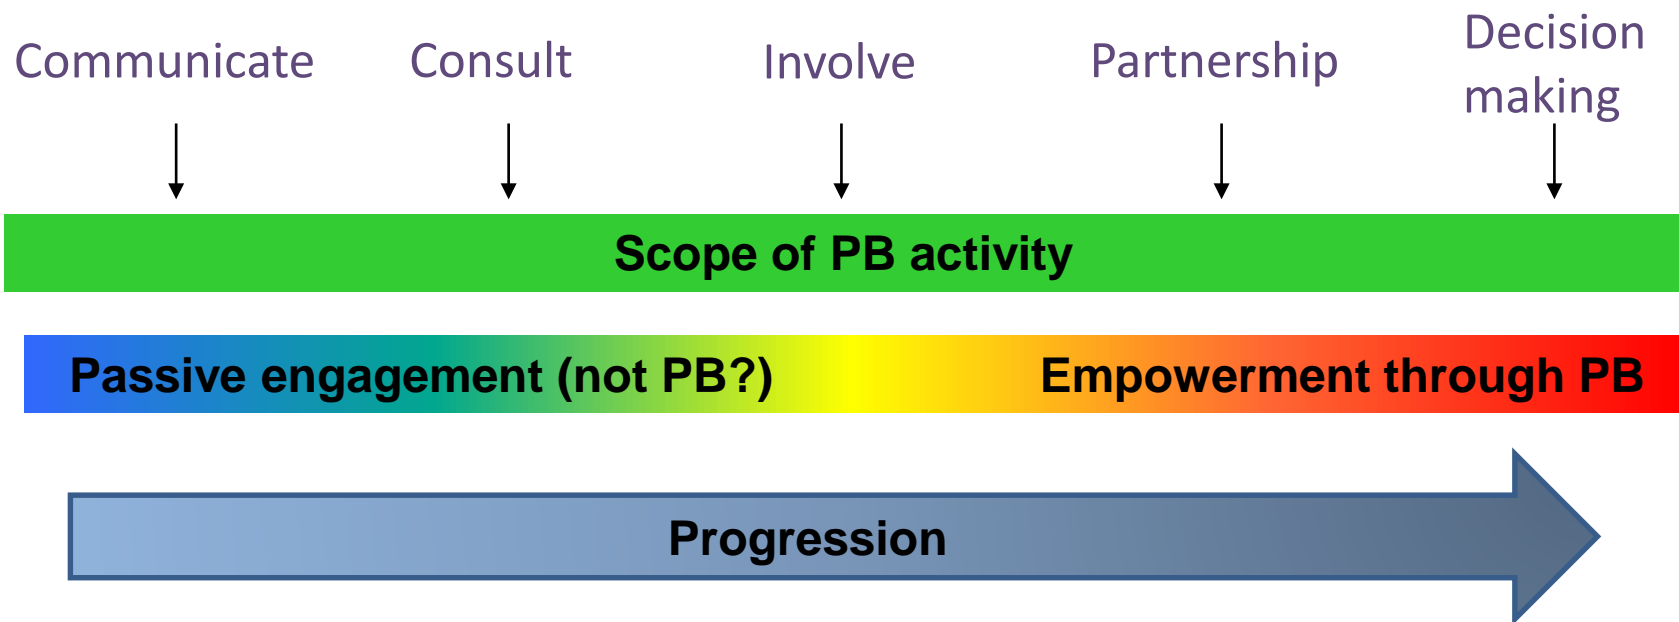 Communicate
Consult
Involve
Partnership
Decision
making
Scope of PB activity
Passive engagement (not PB?)
Empowerment through PB
Progression